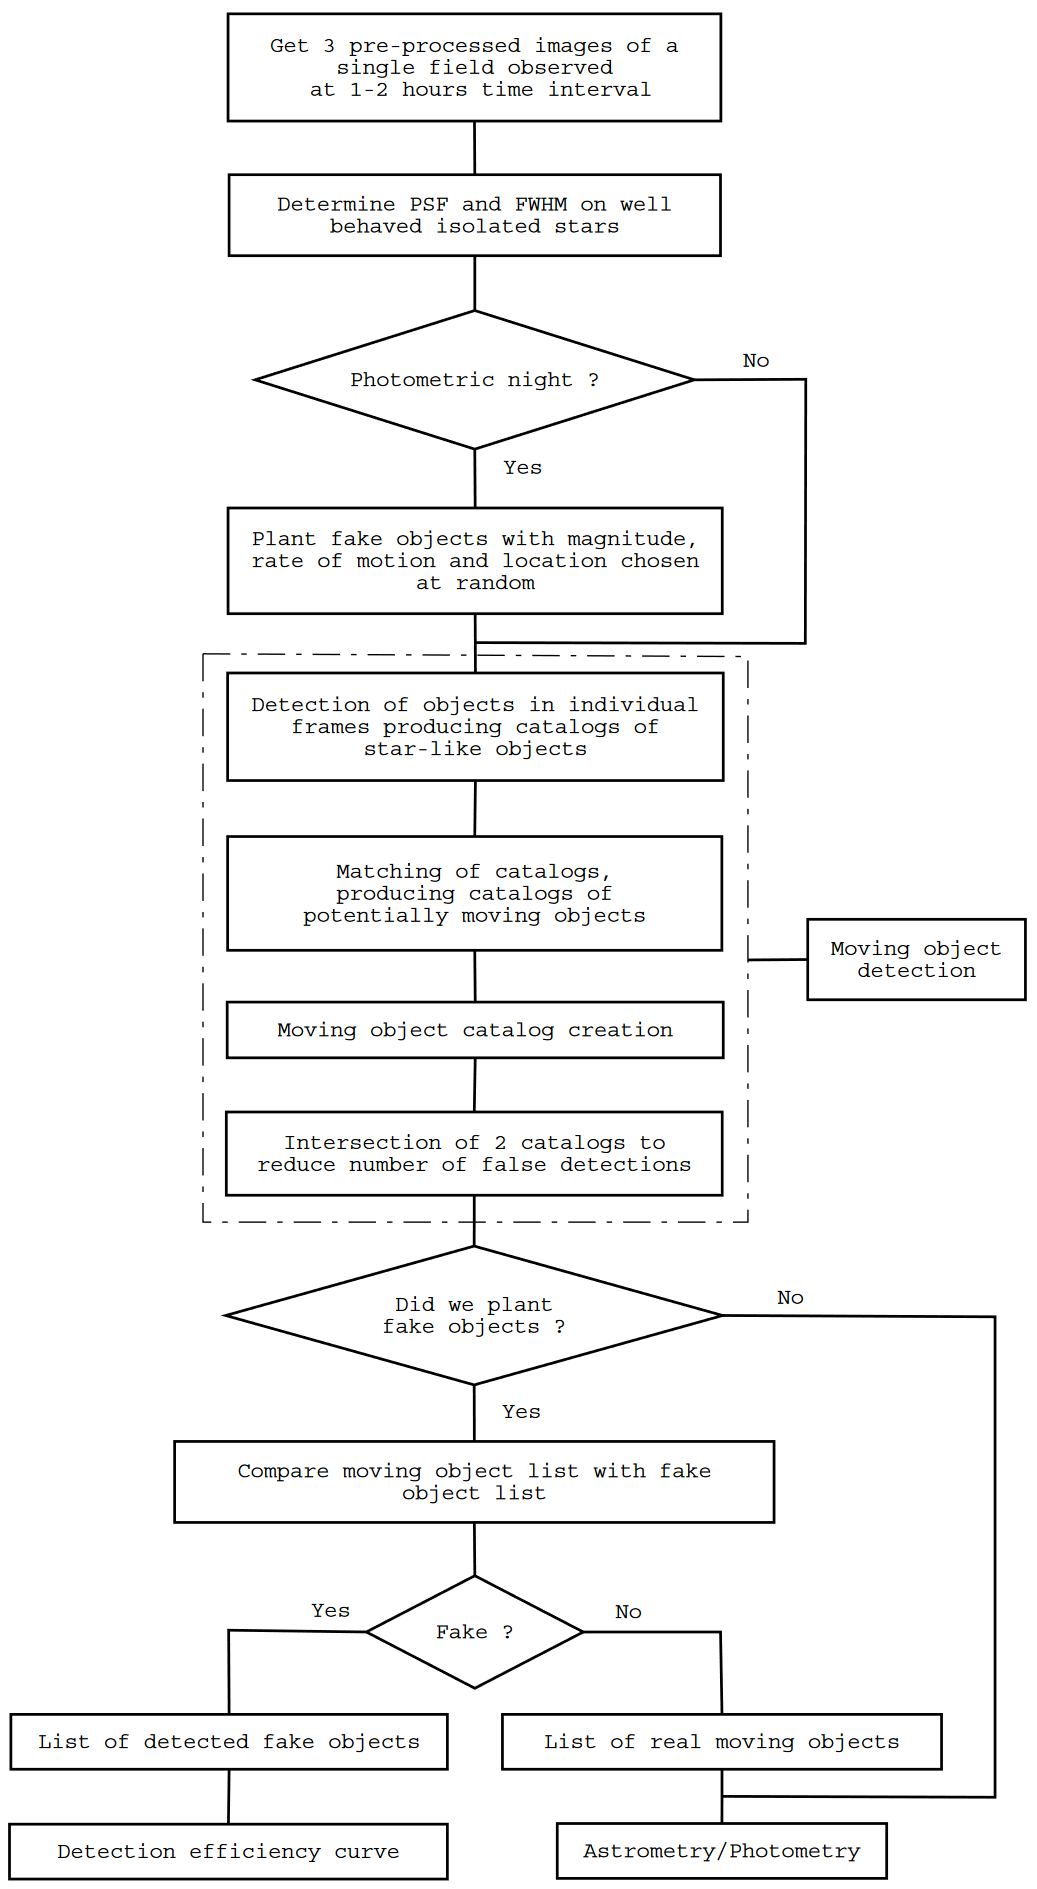 Get 3 pre-processed images of a
single field observed
at 1-2 hours time interval
Determine PSF and FWHM on well
behaved isolated stars
Photometric night ?
No
Yes
Plant fake objects with magnitude,
rate of motion and location chosen
at random
Detection of objects in individual
frames producing catalogs of
star-like objects
Matching of catalogs,
producing catalogs of
potentially moving objects
Moving object
detection
Moving object catalog creation
Intersection of 2 catalogs to
reduce number of false detections
Did we plant
fake objects ?
No
Yes
Compare moving object list with fake
object list
Yes
Fake ?
No
List of detected fake objects
List of real moving objects
Detection efficiency curve
Astrometry/Photometry